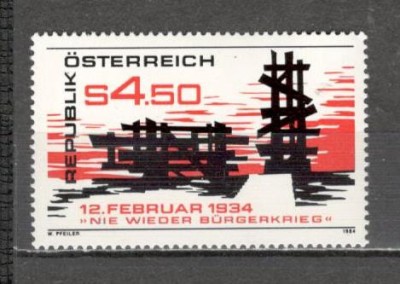 REPUBLIK ÖSTERREICH
S4.50
12. FEBRUAR 1934
„NIE WIEDER BÜRGERKRIEG“
W. PFEILER 1984